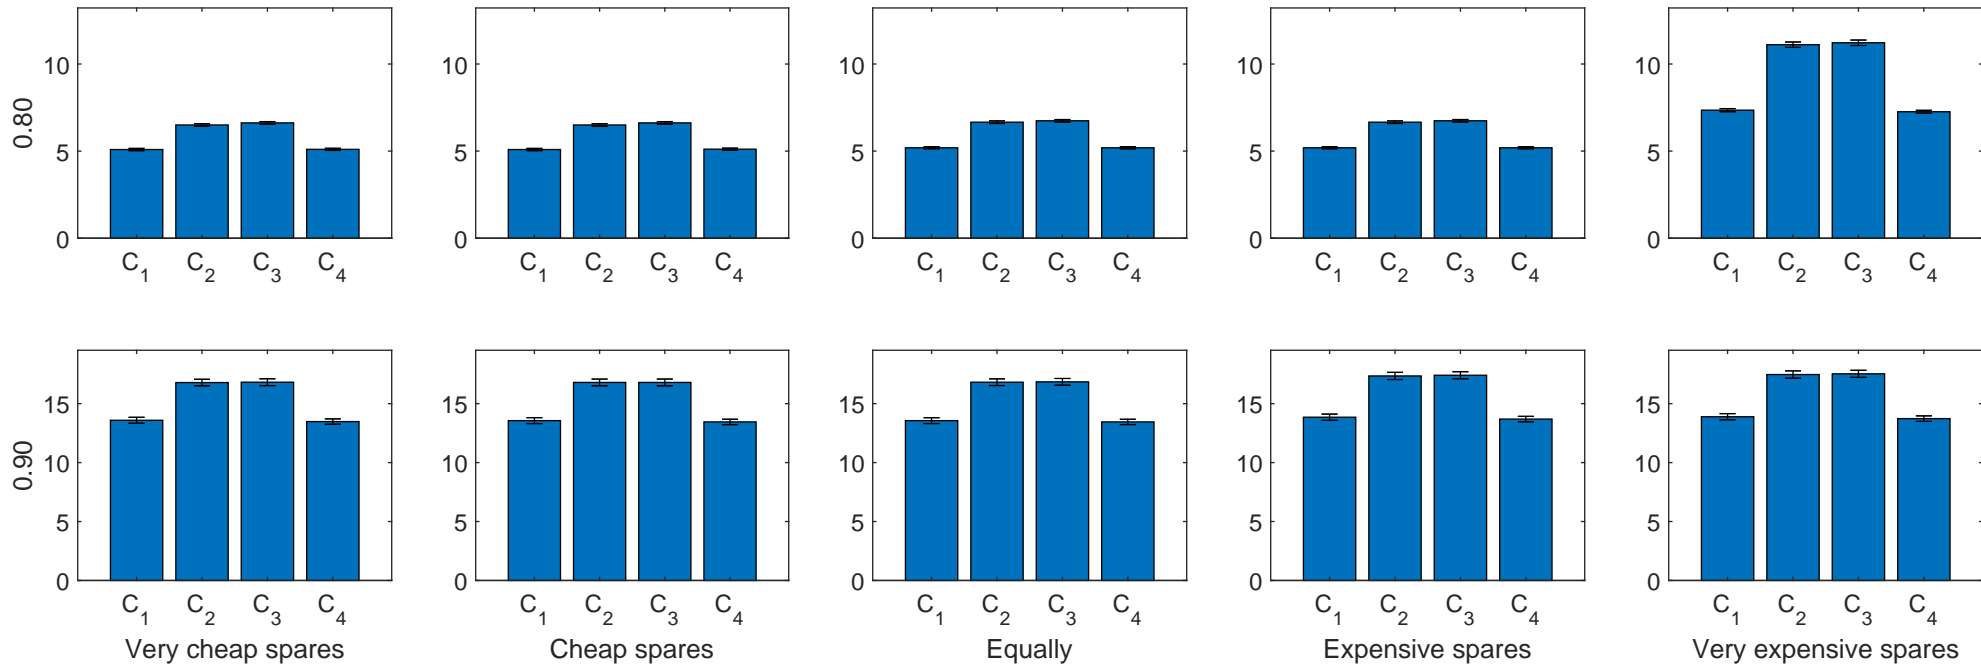 10 10 10 10 10
0.80
5 5 5 5 5
0 0 0 0 0
C1 C2 C3 C4 C1 C2 C3 C4 C1 C2 C3 C4 C1 C2 C3 C4 C1 C2 C3 C4
15 15 15 15 15
10 10 10 10 10
0.90
5 5 5 5 5
0 0 0 0 0
C1 C2 C3 C4 C1 C2 C3 C4 C1 C2 C3 C4 C1 C2 C3 C4 C1 C2 C3 C4
Very cheap spares Cheap spares Equally Expensive spares Very expensive spares